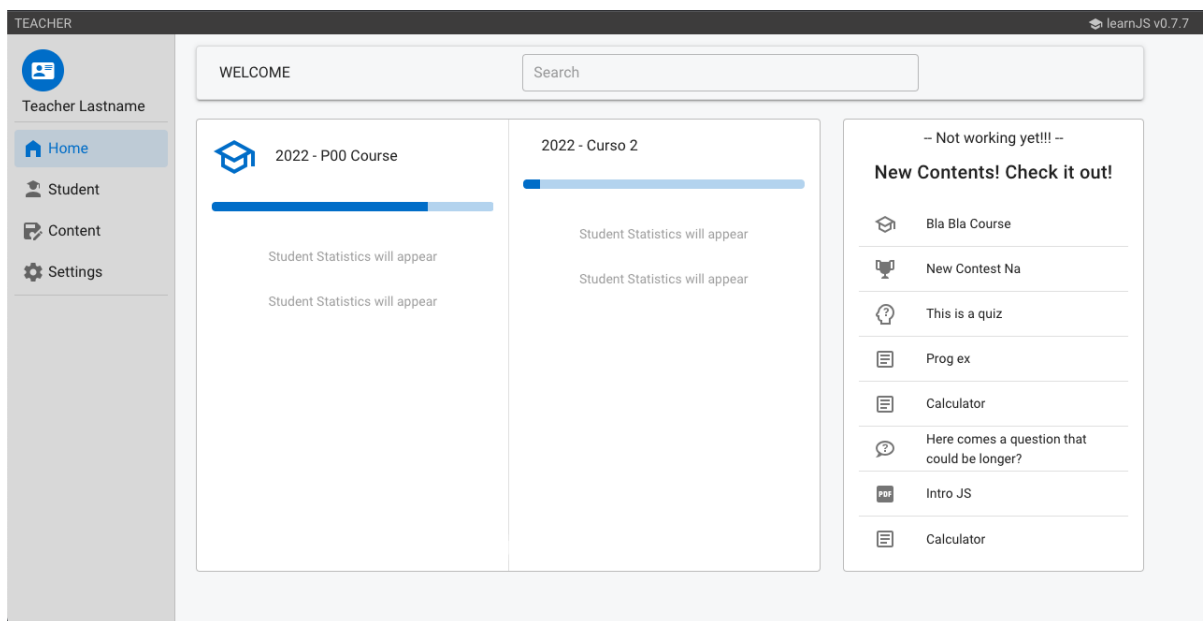 TEACHER
learnJS v0.7.7
Teacher Lastname
Home
Student
Content
Settings
WELCOME
Search
2022 - P00 Course
Student Statistics will appear
Student Statistics will appear
2022 - Curso 2
Student Statistics will appear
Student Statistics will appear
-- Not working yet!!! --
New Contents! Check it out!
Bla Bla Course
New Contest Na
This is a quiz
Prog ex
Calculator
Here comes a question that
could be longer?
PDF
Intro JS
Calculator